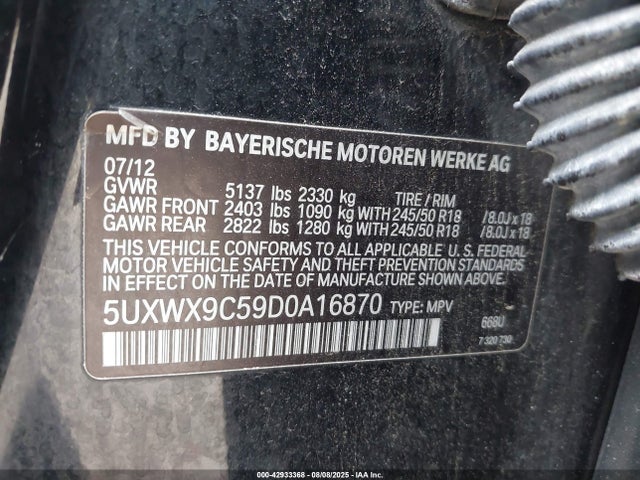 MFD BY BAYERISCHE MOTOREN WERKE AG
07/12
GVWR 5137 lbs 2330 kg TIRE / RIM
GAWR FRONT 2403 lbs 1090 kg WITH 245/50 R18 /8.0J x 18
GAWR REAR 2822 lbs 1280 kg WITH 245/50 R18 /8.0J x 18
THIS VEHICLE CONFORMS TO ALL APPLICABLE U. S. FEDERAL
MOTOR VEHICLE SAFETY, BUMPER, AND THEFT PREVENTION
STANDARDS IN EFFECT ON THE DATE OF MANUFACTURE SHOWN ABOVE.
5UXWX9C59D0A16870 TYPE: MPV
668U
7 320 730
000-42933368 - 08/08/2025 - IAA Inc.